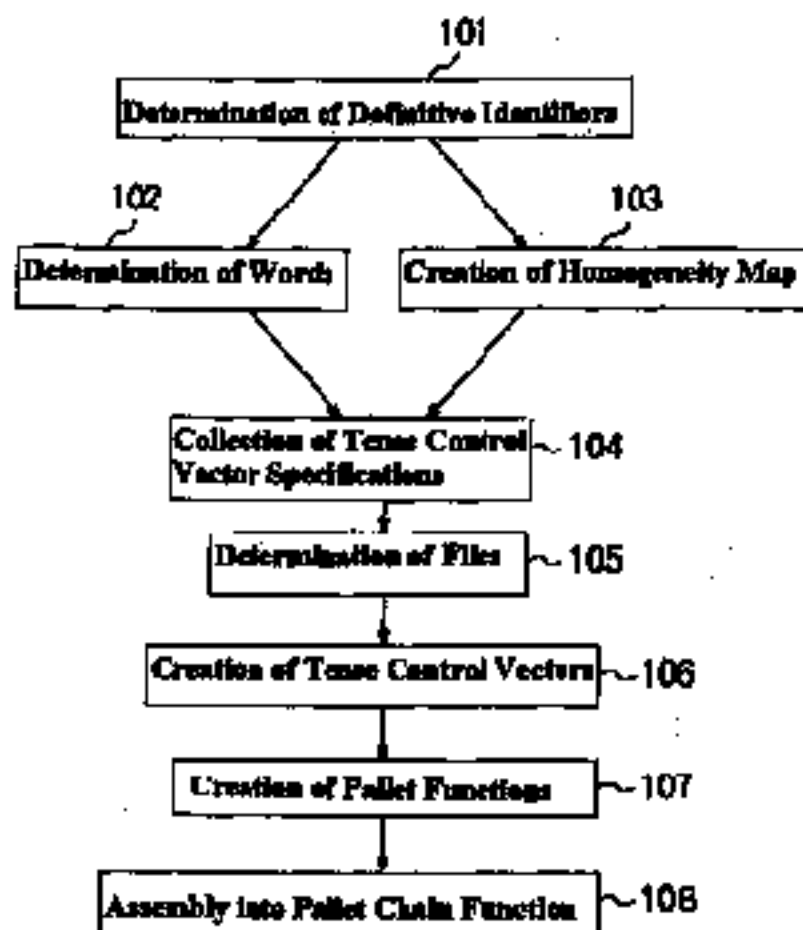 101
Determination of Definitive Identifiers
102
103
Determination of Words
Creation of Homogeneity Map
Collection of Tense Control
Vector Specifications
104
Determination of Files
105
Creation of Tense Control Vectors
106
Creation of Pallet Functions
107
Assembly into Pallet Chain Function
108